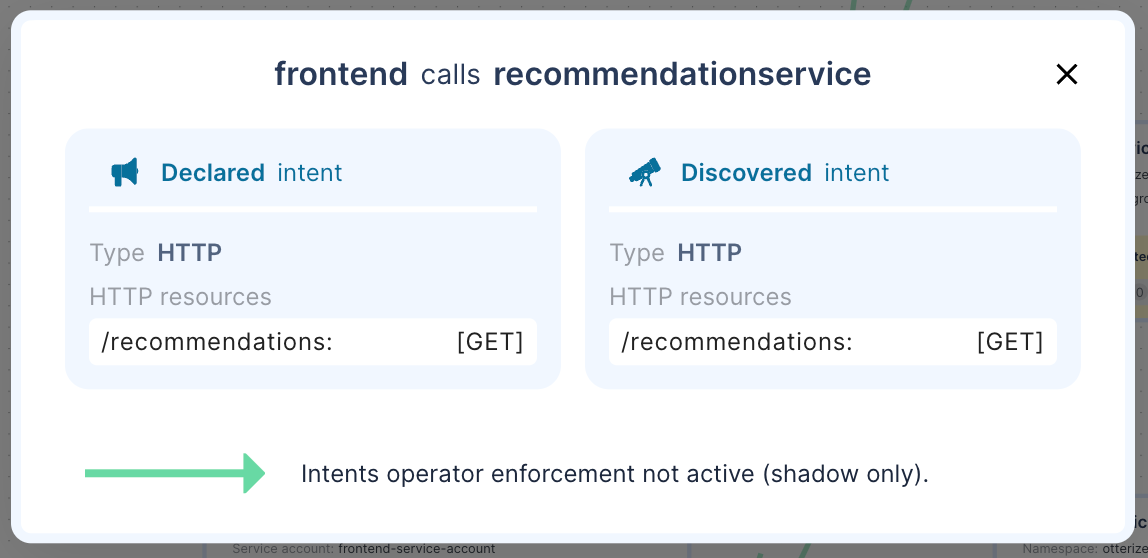 frontend calls recommendationservice
Declared intent
Type HTTP
HTTP resources
/recommendations: [GET]
Discovered intent
Type HTTP
HTTP resources
/recommendations: [GET]
Intents operator enforcement not active (shadow only).
Service account: frontend-service-account
Namespace: otterize